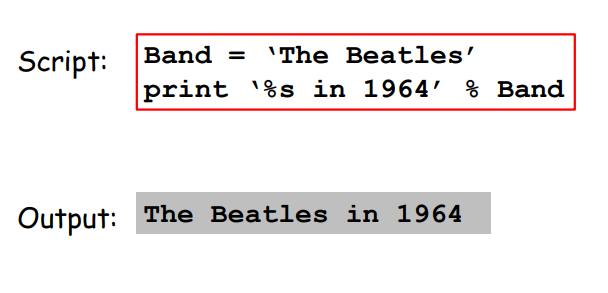 Script:
Band = ‘The Beatles’
print ‘%s in 1964’ % Band
Output:
The Beatles in 1964